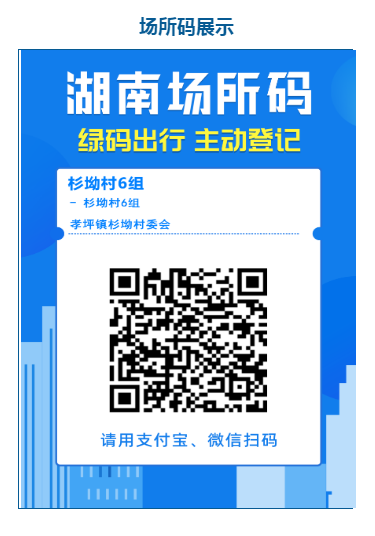 场所码展示
湖南场所码
绿码出行 主动登记
杉坳村6组
- 杉坳村6组
孝坪镇杉坳村委会
请用支付宝、微信扫码